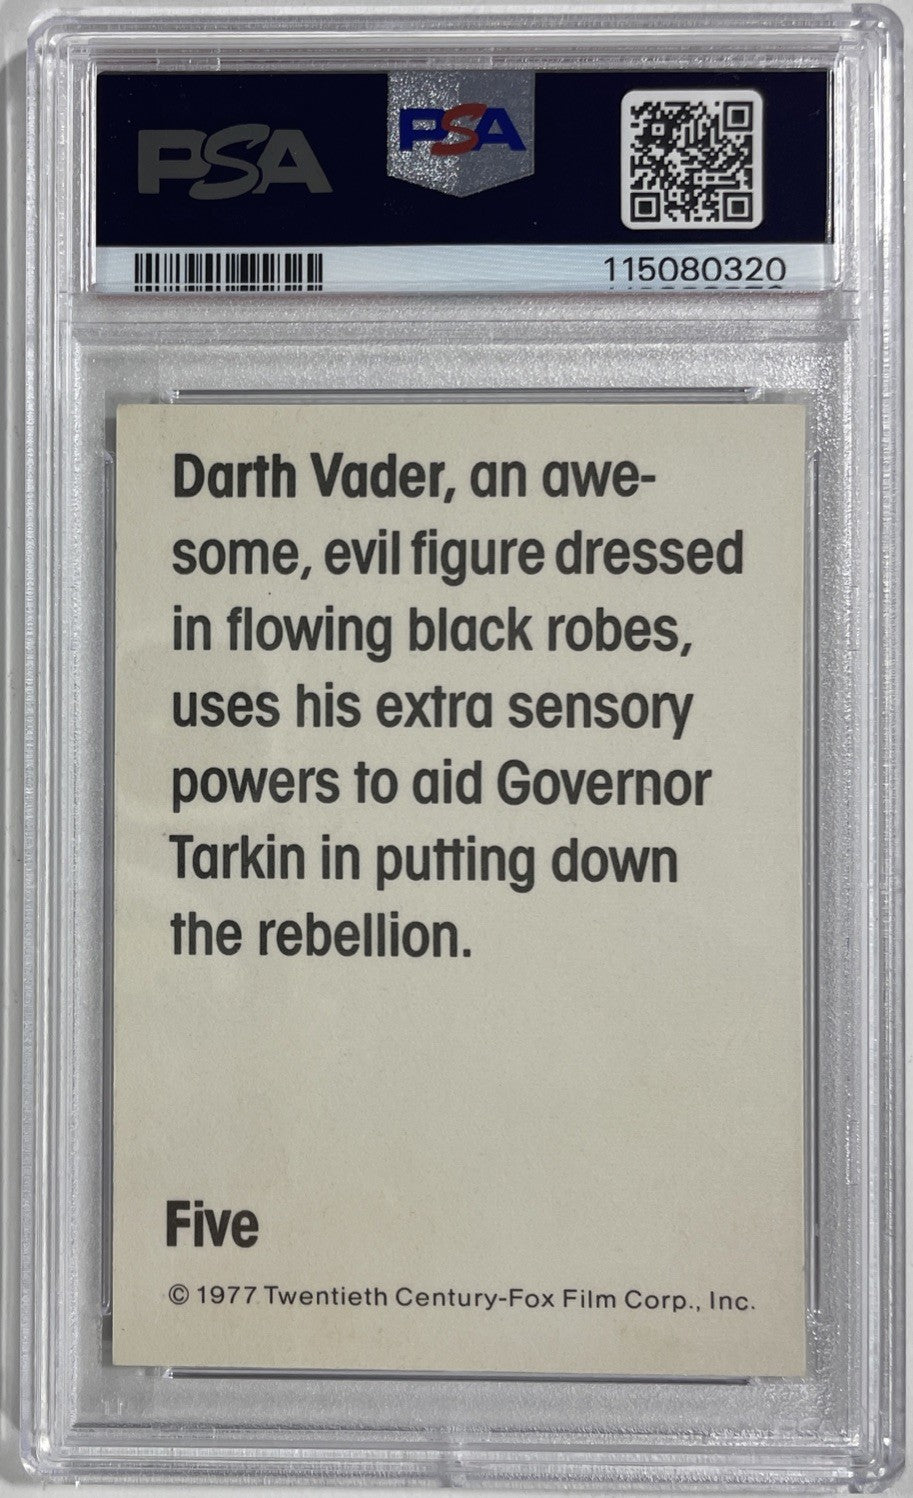 PSA
PSA
115080320
Darth Vader, an awe-
some, evil figure dressed
in flowing black robes,
uses his extra sensory
powers to aid Governor
Tarkin in putting down
the rebellion.
Five
© 1977 Twentieth Century-Fox Film Corp., Inc.